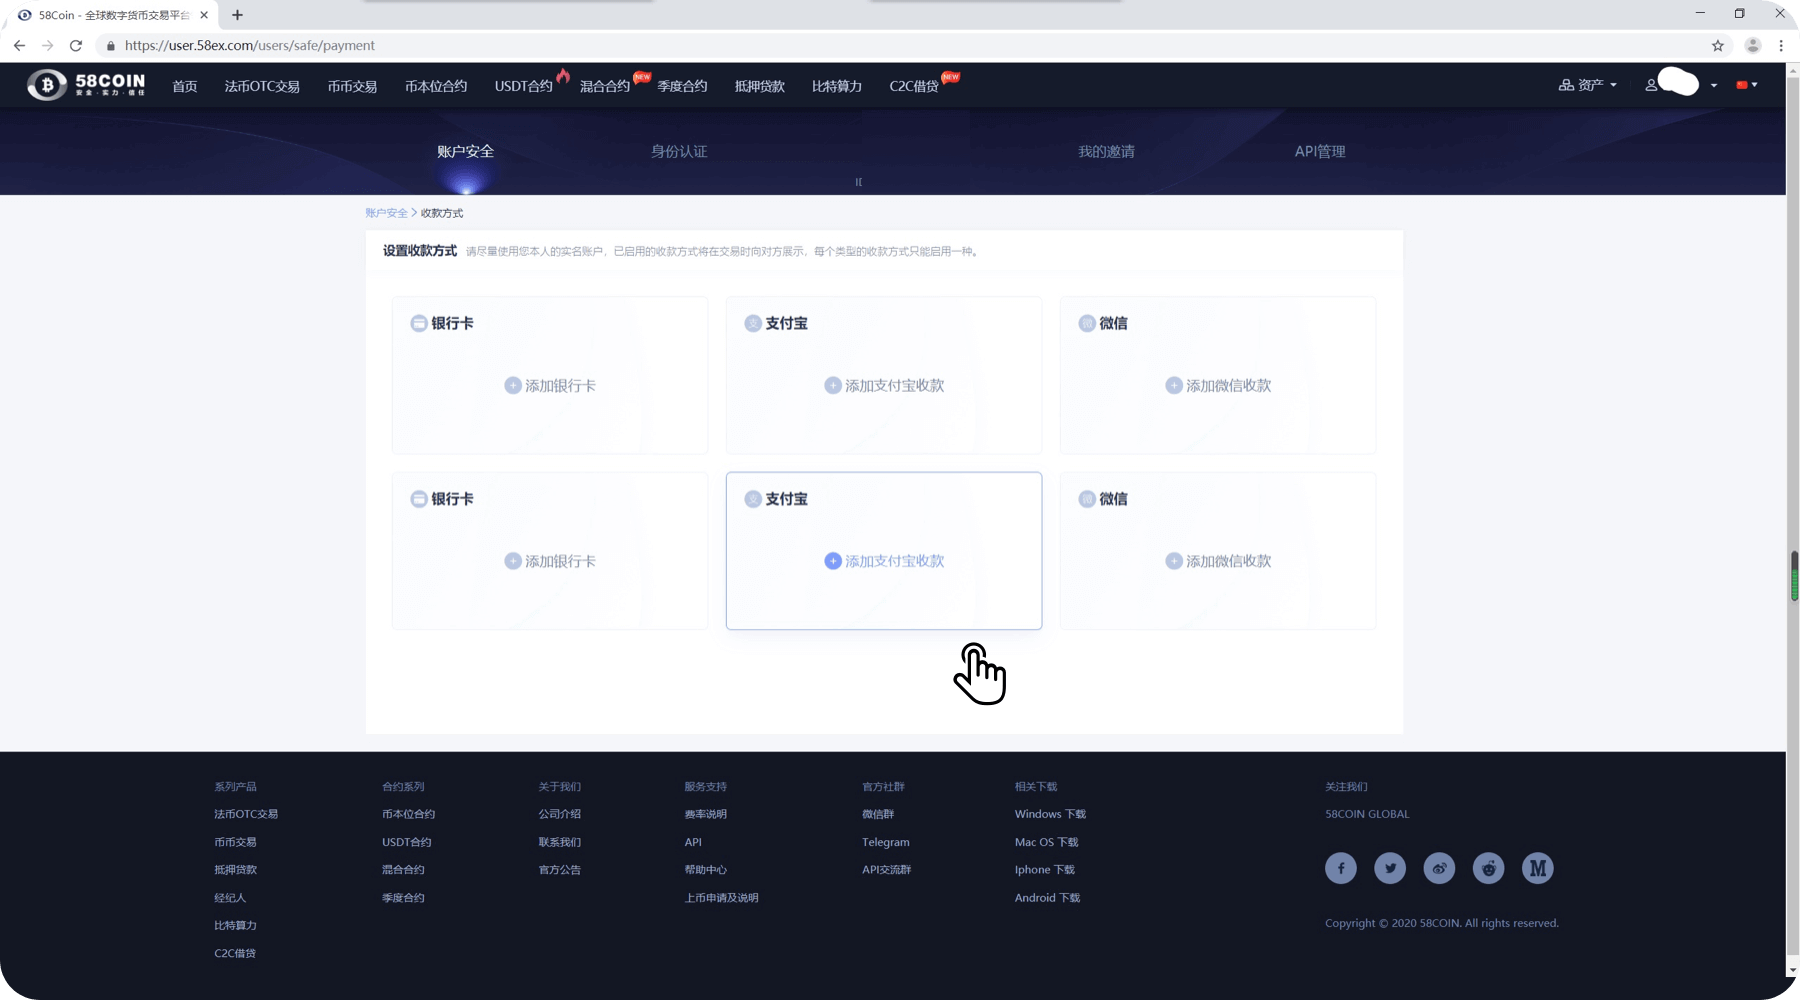 58Coin - 全球数字货币交易平台
https://user.58ex.com/users/safe/payment
58COIN
安全·实力·信任
首页 法币OTC交易 币币交易 币本位合约 USDT合约 混合合约 NEW 季度合约 抵押贷款 比特算力 C2C借贷 NEW 资产
账户安全 身份认证 我的邀请 API管理
账户安全 > 收款方式
设置收款方式 请尽量使用您本人的实名账户，已启用的收款方式将在交易时向对方展示，每个类型的收款方式只能启用一种。
银行卡 支付宝 微信
添加银行卡 添加支付宝收款 添加微信收款
银行卡 支付宝 微信
添加银行卡 添加支付宝收款 添加微信收款
系列产品 合约系列 关于我们 服务支持 官方社群 相关下载 关注我们
法币OTC交易 币本位合约 公司介绍 费率说明 微信群 Windows 下载 58COIN GLOBAL
币币交易 USDT合约 联系我们 API Telegram Mac OS 下载
抵押贷款 混合合约 官方公告 帮助中心 API交流群 Iphone 下载
经纪人 季度合约 上币申请及说明 Android 下载
比特算力 Copyright © 2020 58COIN. All rights reserved.
C2C借贷